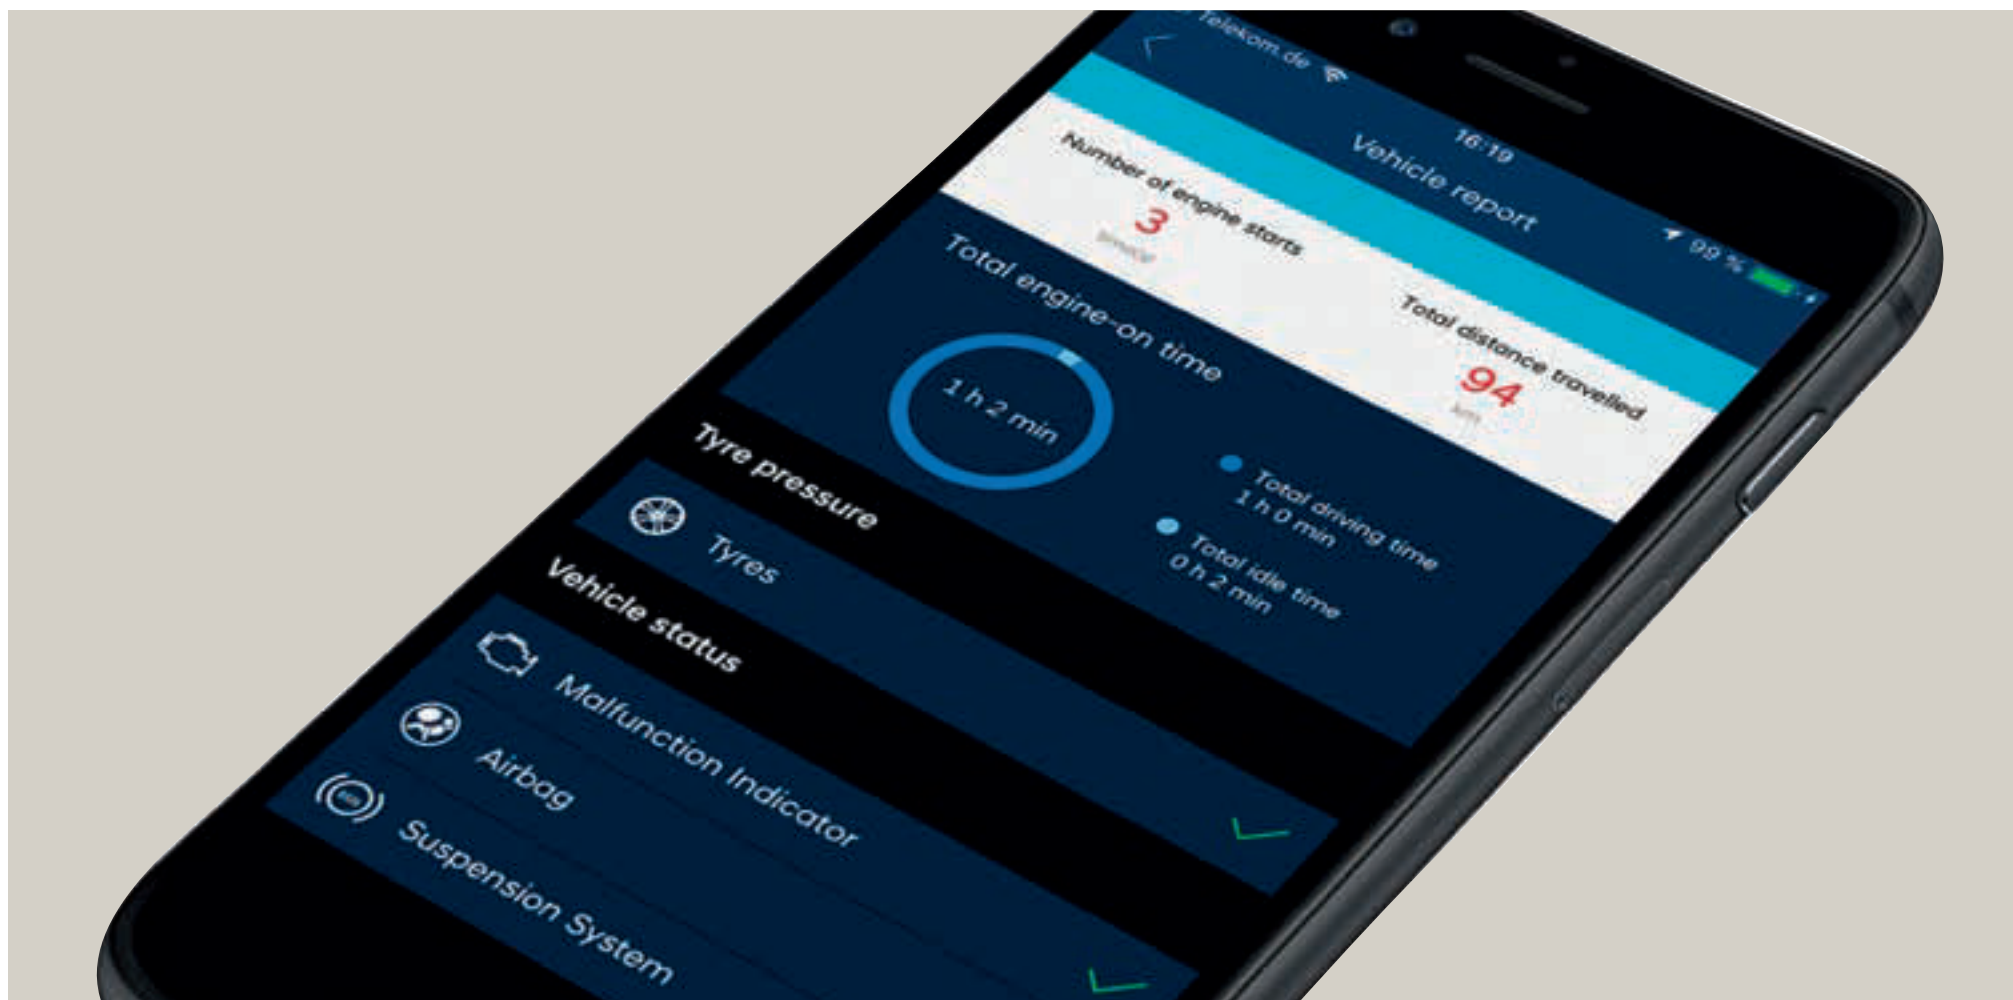 Telekom.de
16:19
99 %
Vehicle report
Number of engine starts
3
Total distance travelled
94
km
Total engine-on time
1 h 2 min
Total driving time
1 h 0 min
Total idle time
0 h 2 min
Tyre pressure
Tyres
Vehicle status
Malfunction Indicator
Airbag
Suspension System